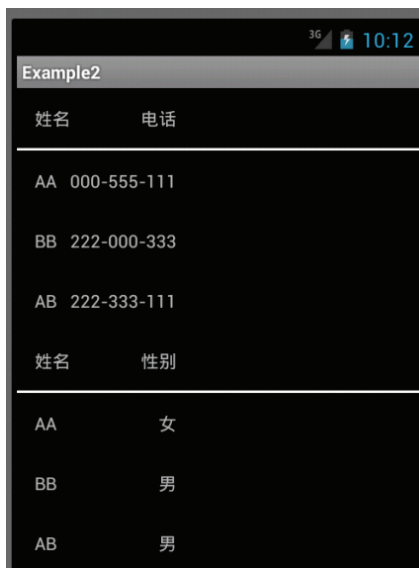 3G 10:12
Example2
姓名 电话
AA 000-555-111
BB 222-000-333
AB 222-333-111
姓名 性别
AA 女
BB 男
AB 男